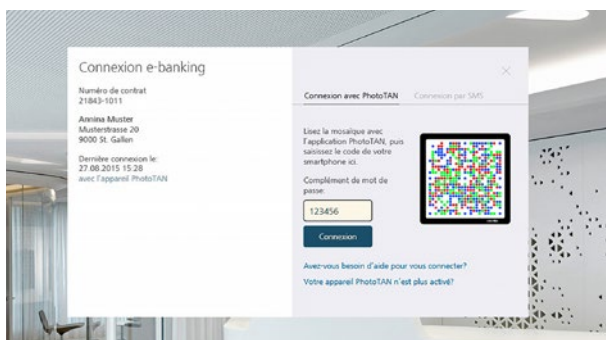 Connexion e-banking
Numéro de contrat
21843-1011
Annina Muster
Musterstrasse 20
9000 St. Gallen
Dernière connexion le:
27.08.2015 15:28
avec l'appareil PhotoTAN
Connexion avec PhotoTAN
Connexion par SMS
Lisez la mosaïque avec
l'application PhotoTAN, puis
saisissez le code de votre
smartphone ici.
Complément de mot de
passe:
123456
Connexion
Avez-vous besoin d'aide pour vous connecter?
Votre appareil PhotoTAN n'est plus activé?